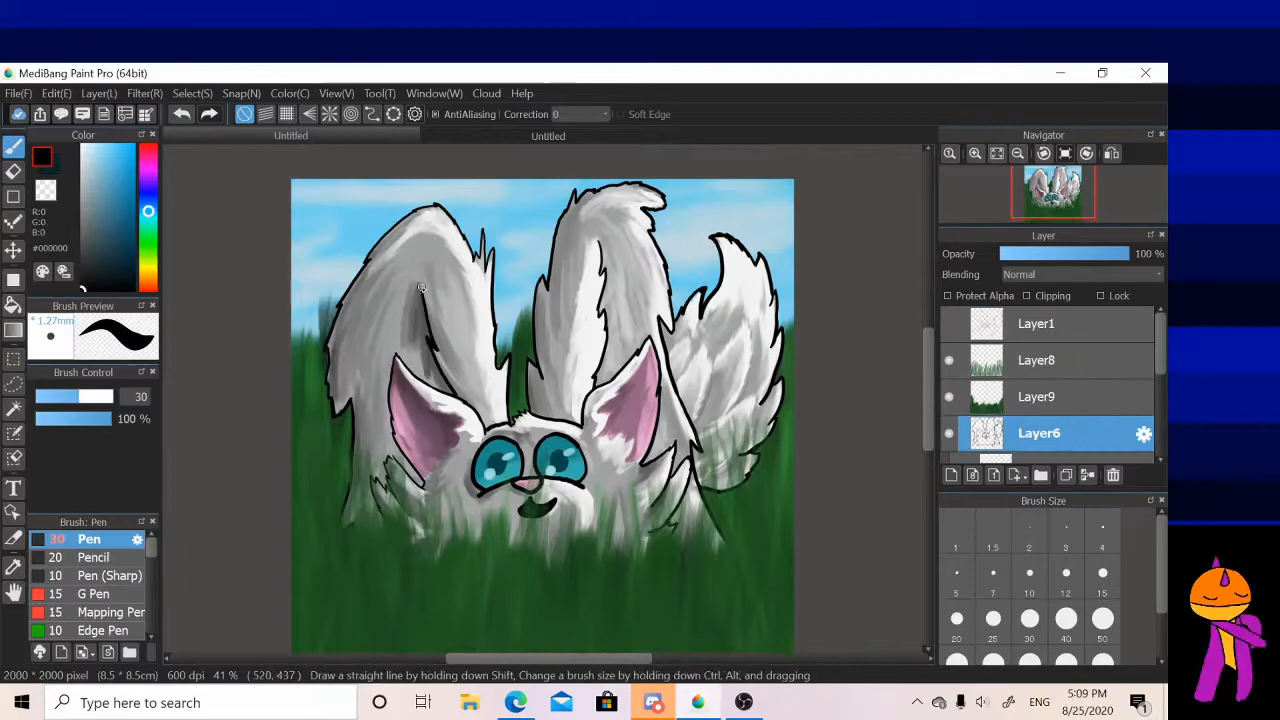 MediBang Paint Pro (64bit)
File(F) Edit(E) Layer(L) Filter(R) Select(S) Snap(N) Color(C) View(V) Tool(T) Window(W) Cloud Help
AntiAliasing Correction 0 Soft Edge
Color
Untitled Untitled
Navigator
R:0
G:0
B:0
#000000
Brush Preview
* 1.27mm
Brush Control
30
100 %
Brush: Pen
30 Pen
20 Pencil
10 Pen (Sharp)
15 G Pen
15 Mapping Per
10 Edge Pen
Layer
Opacity 100 %
Blending Normal
Protect Alpha Clipping Lock
Layer1
Layer8
Layer9
Layer6
Brush Size
1 1.5 2 3 4
5 7 10 12 15
20 25 30 40 50
2000 * 2000 pixel (8.5 * 8.5cm) 600 dpi 41 % ( 520, 437 ) Draw a straight line by holding down Shift, Change a brush size by holding down Ctrl, Alt, and dragging
Type here to search
ENG
5:09 PM
8/25/2020
1